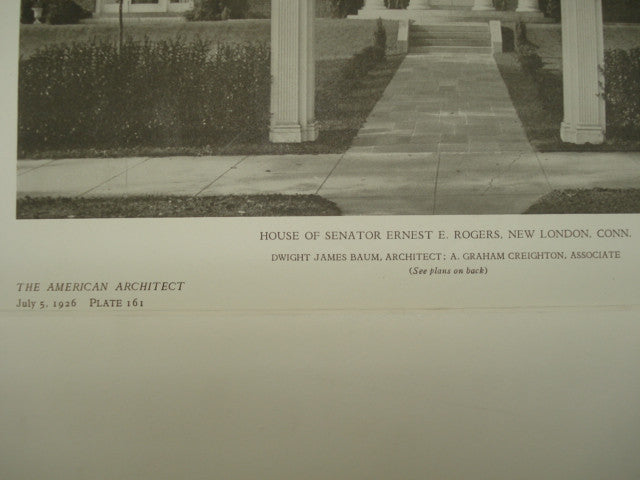 HOUSE OF SENATOR ERNEST E. ROGERS, NEW LONDON, CONN.
DWIGHT JAMES BAUM, ARCHITECT; A. GRAHAM CREIGHTON, ASSOCIATE
(See plans on back)
THE AMERICAN ARCHITECT
July 5, 1926 PLATE 161